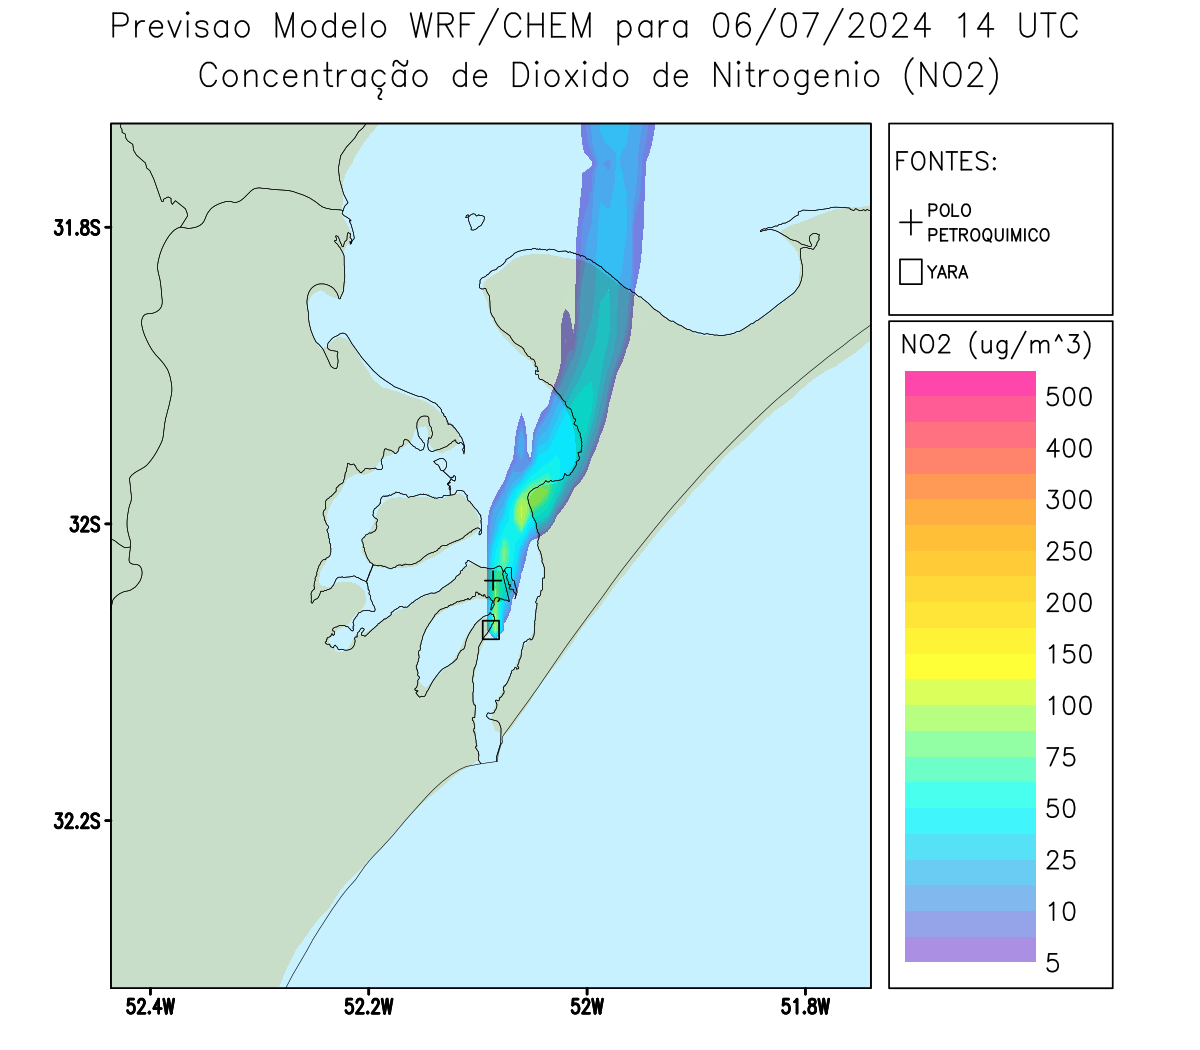 Previsao Modelo WRF/CHEM para 06/07/2024 14 UTC
Concentração de Dioxido de Nitrogenio (NO2)
FONTES:
POLO
PETROQUIMICO
YARA
NO2 (ug/m^3)
500
400
300
250
200
150
100
75
50
25
10
5
31.8S
32S
32.2S
52.4W
52.2W
52W
51.8W